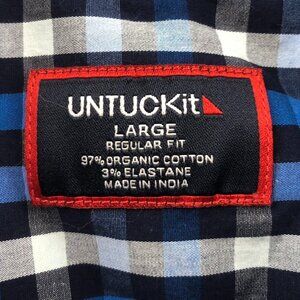 UNTUCKit
LARGE
REGULAR FIT
97% ORGANIC COTTON
3% ELASTANE
MADE IN INDIA